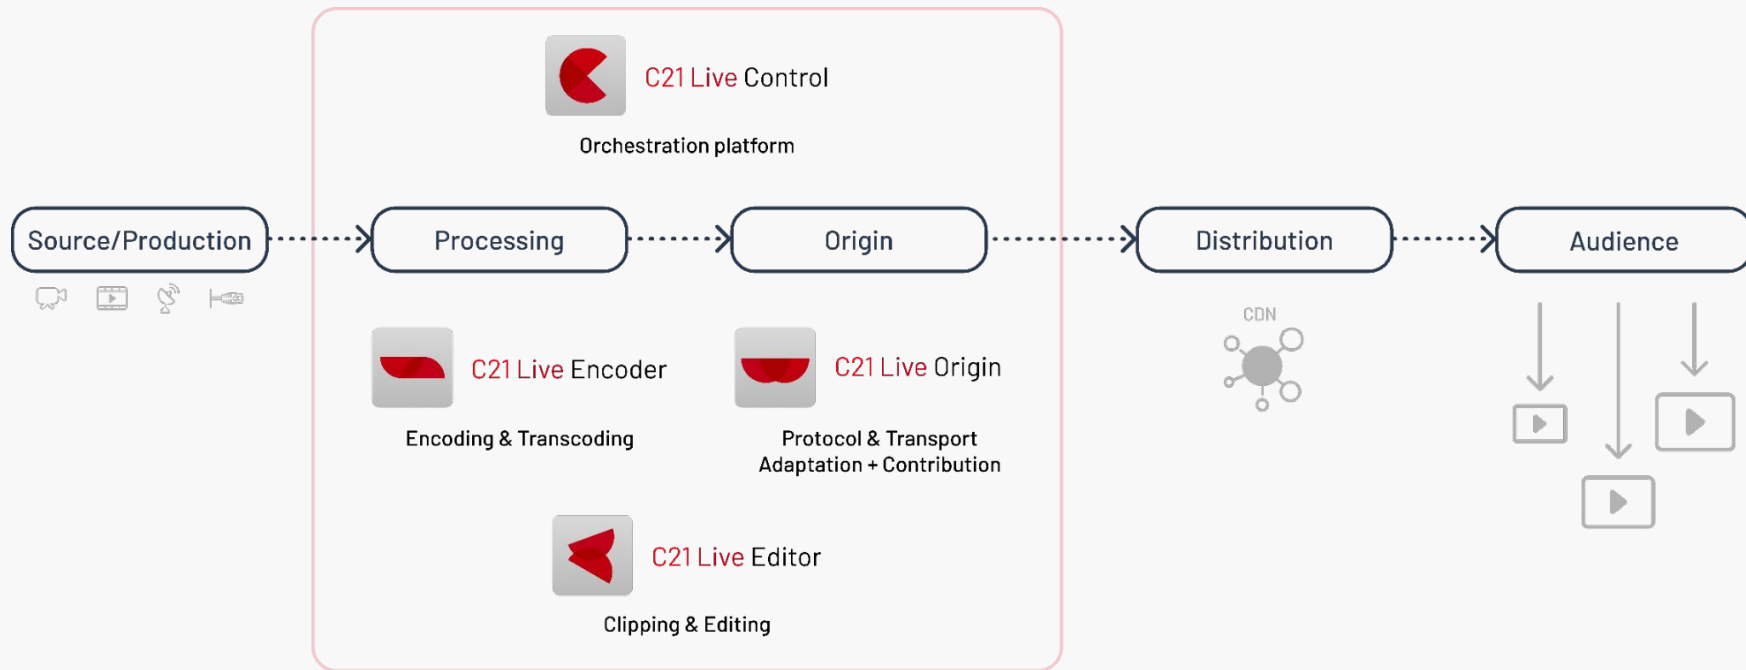 C21 Live Control
Orchestration platform
Source/Production
Processing
Origin
Distribution
Audience
CDN
C21 Live Encoder
Encoding & Transcoding
C21 Live Origin
Protocol & Transport
Adaptation + Contribution
C21 Live Editor
Clipping & Editing